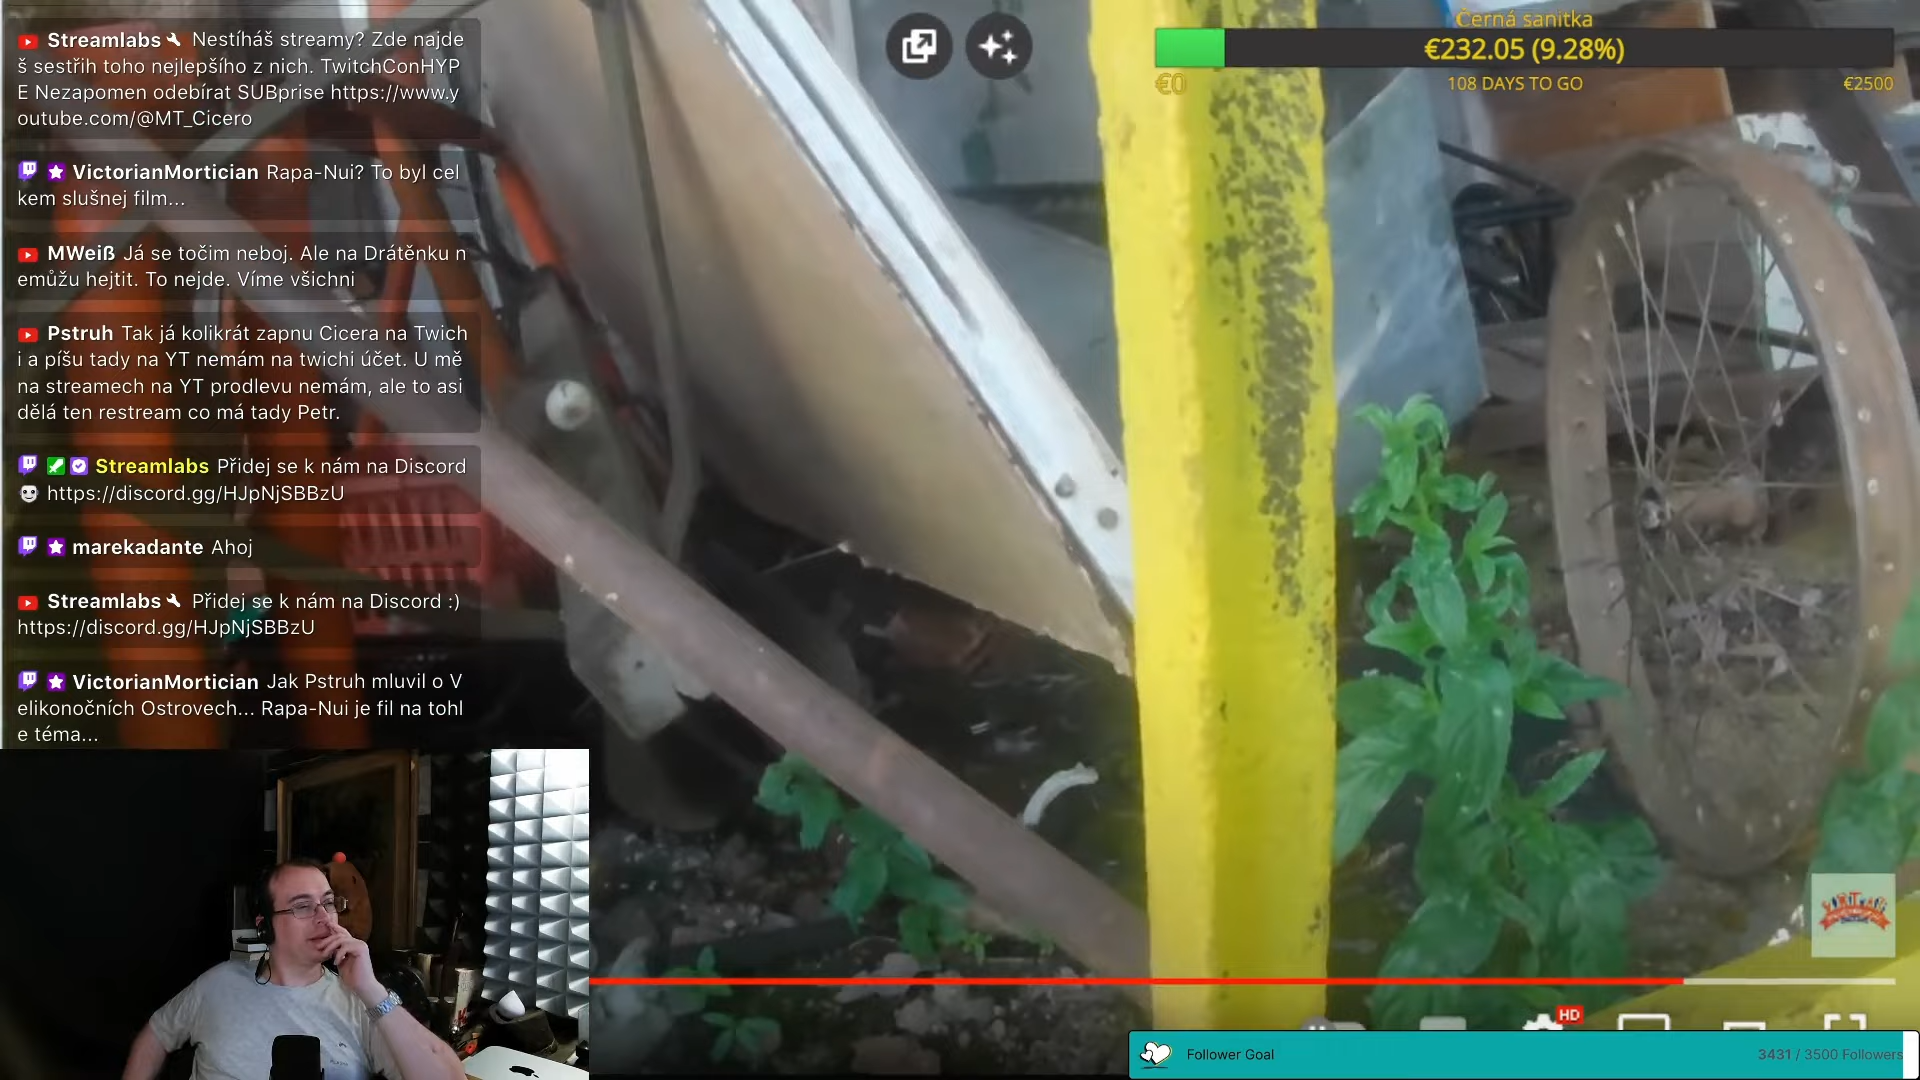 Streamlabs Nestíháš streamy? Zde najde
š sestřih toho nejlepšího z nich. TwitchConHYP
E Nezapomen odebírat SUBprise https://www.y
outube.com/@MT_Cicero
VictorianMortician Rapa-Nui? To byl cel
kem slušnej film...
MWeiß Já se točim neboj. Ale na Drátěnku n
emůžu hejtit. To nejde. Víme všichni
Pstruh Tak já kolikrát zapnu Cicera na Twich
i a píšu tady na YT nemám na twichi účet. U mě
na streamech na YT prodlevu nemám, ale to asi
dělá ten restream co má tady Petr.
Streamlabs Přidej se k nám na Discord
https://discord.gg/HJpNjSBBzU
marekadante Ahoj
Streamlabs Přidej se k nám na Discord :)
https://discord.gg/HJpNjSBBzU
VictorianMortician Jak Pstruh mluvil o V
elikonočních Ostrovech... Rapa-Nui je fil na tohl
e téma...
Černá sanitka
€232.05 (9.28%)
€0
108 DAYS TO GO
€2500
HD
Follower Goal
3431 / 3500 Followers